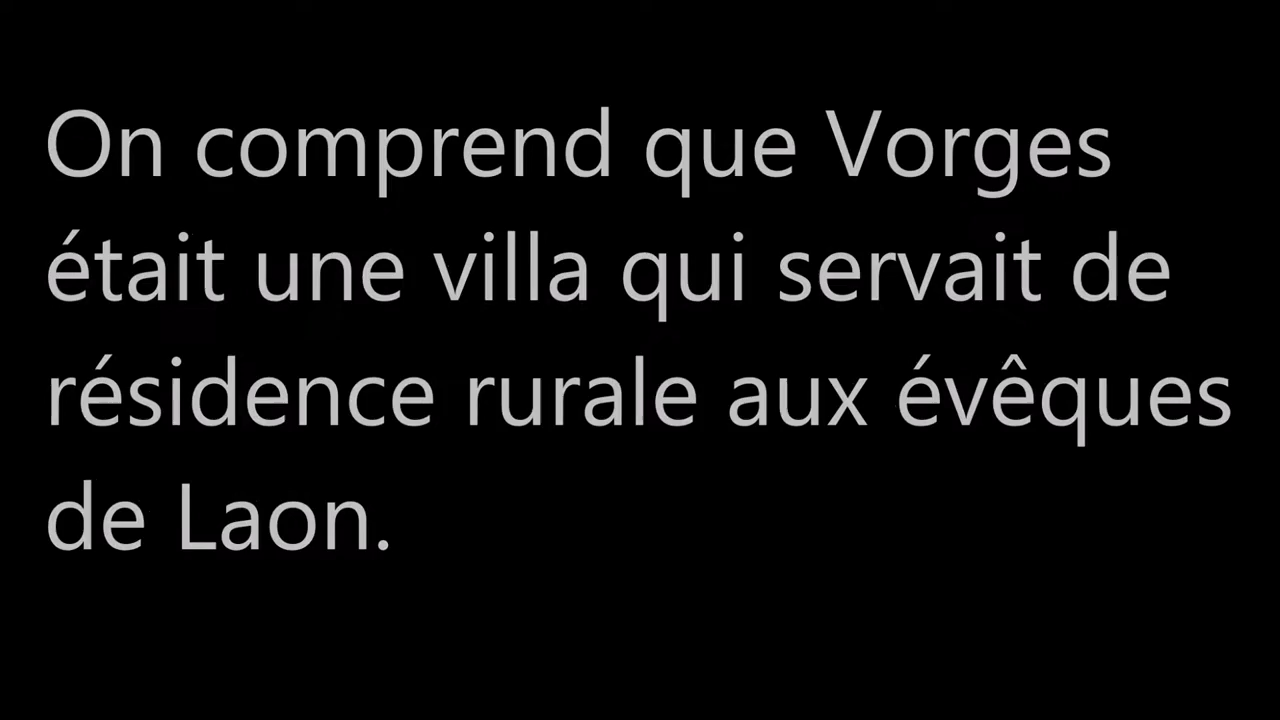 On comprend que Vorges
était une villa qui servait de
résidence rurale aux évêques
de Laon.